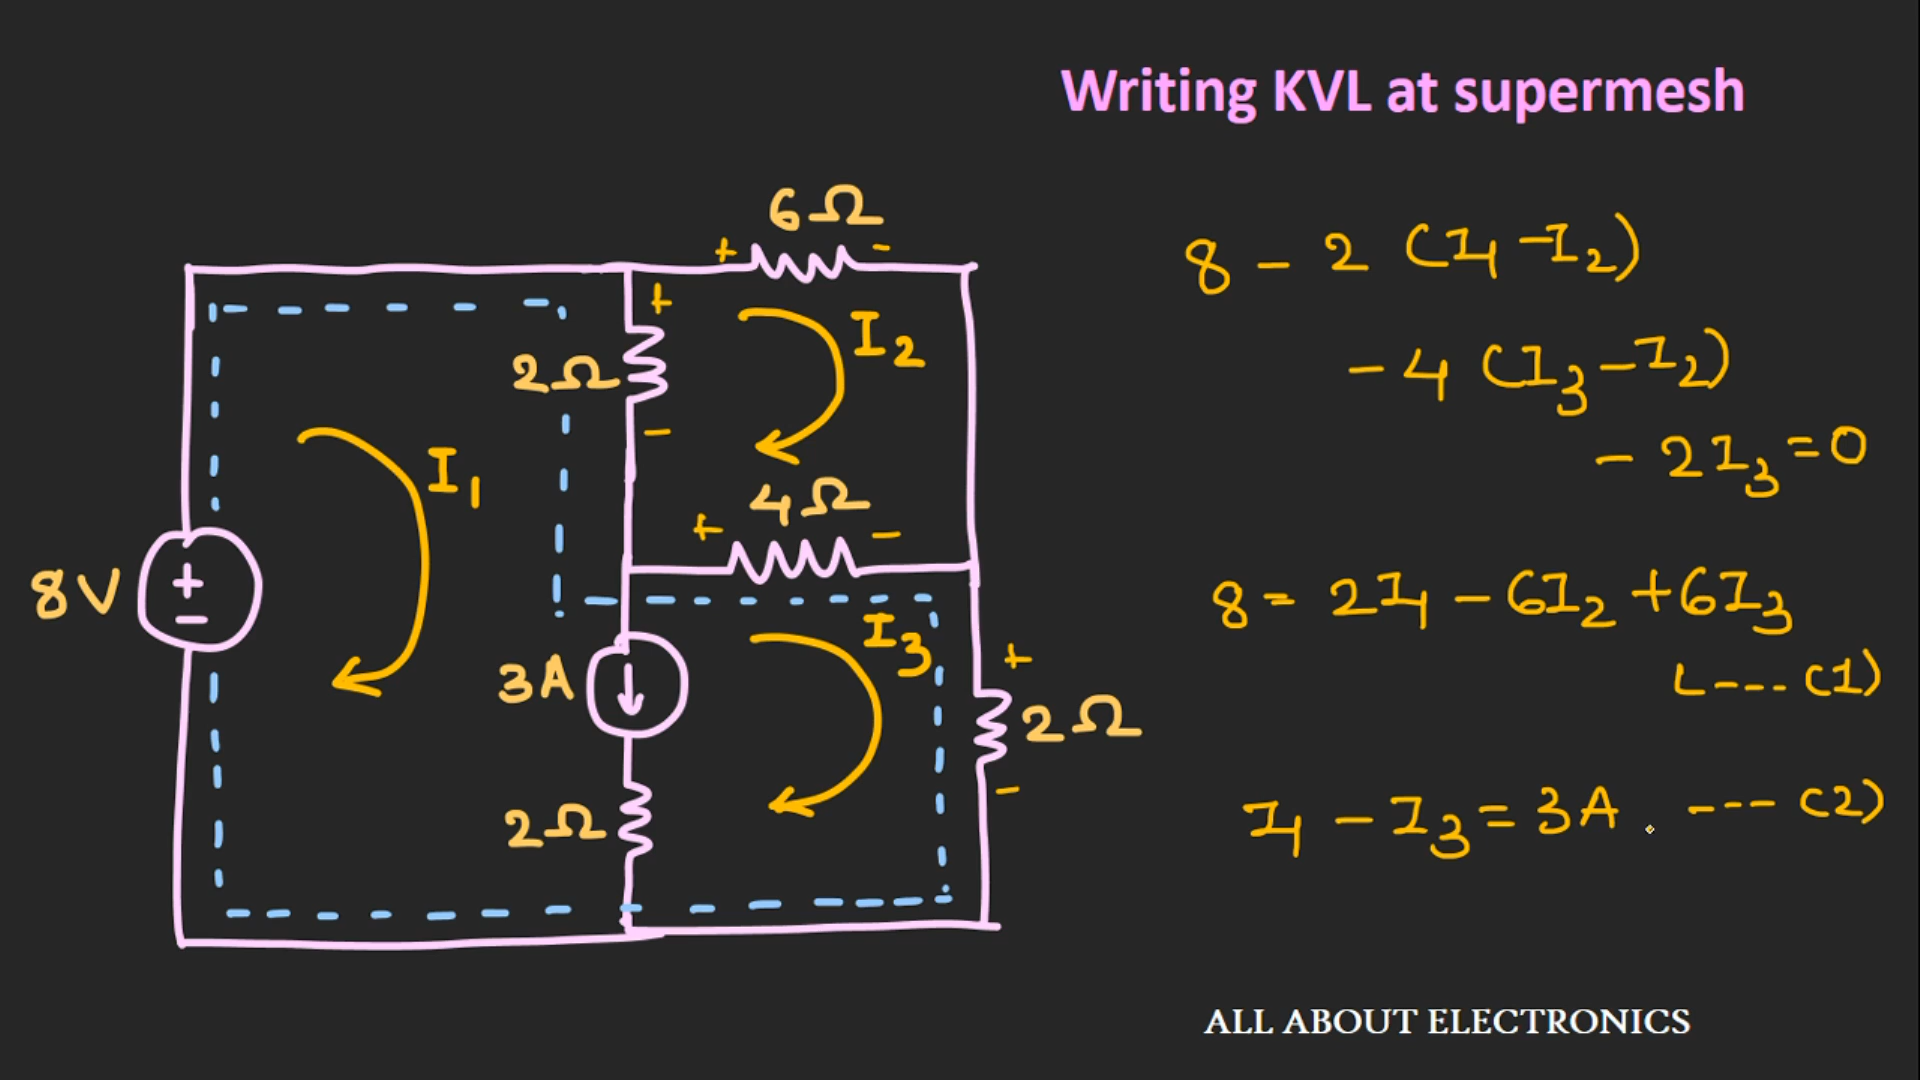 Writing KVL at supermesh
6Ω
+ -
8 - 2 (I1 - I2)
+
2Ω
-
I2
- 4 (I3 - I2)
I1
- 2I3 = 0
4Ω
+ -
8V
+
-
8 = 2I1 - 6I2 + 6I3
L --- (1)
3A
I3
+
2Ω
-
2Ω
I1 - I3 = 3A . --- (2)
ALL ABOUT ELECTRONICS